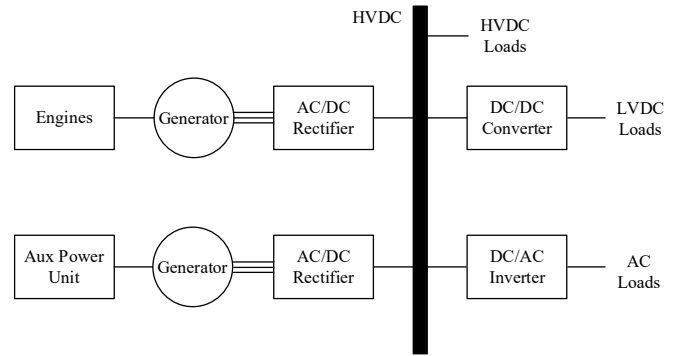 HVDC
HVDC
Loads
Engines
Generator
AC/DC
Rectifier
DC/DC
Converter
LVDC
Loads
Aux Power
Unit
Generator
AC/DC
Rectifier
DC/AC
Inverter
AC
Loads